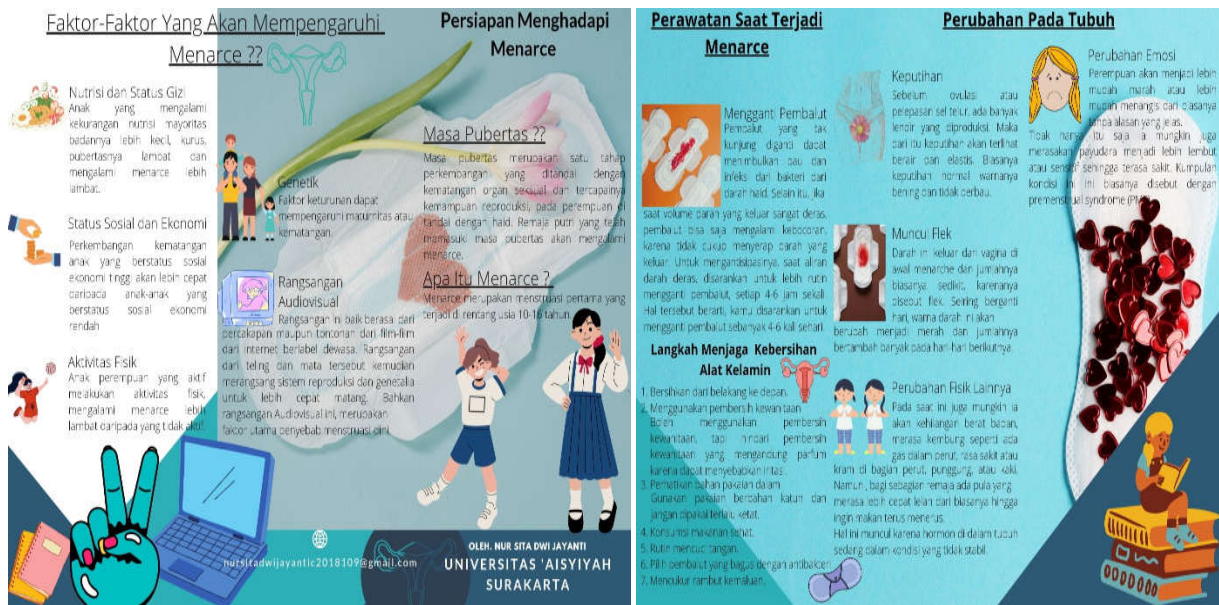 Faktor-Faktor Yang Akan Mempengaruhi
Menarce ??
Nutrisi dan Status Gizi
Anak yang mengalami
kekurangan nutrisi mayoritas
badannya lebih kecil, kurus,
pubertasnya lambat dan
mengalami menarce lebih
lambat.
Status Sosial dan Ekonomi
Perkembangan kematangan
anak yang berstatus sosial
ekonomi tinggi akan lebih cepat
daripada anak-anak yang
berstatus sosial ekonomi
rendah
Aktivitas Fisik
Anak perempuan yang aktif
melakukan aktivitas fisik,
mengalami menarce lebih
lambat daripada yang tidak aktif.
Genetik
Faktor keturunan dapat
mempengaruhi maturnitas atau
kematangan.
Rangsangan
Audiovisual
Rangsangan ini baik berasa dari
percakapan maupun tontonan dari film-film
dari internet berlabel dewasa. Rangsangan
dari teling dan mata tersebut kemudian
merangsang sistem reproduksi dan genetalia
untuk lebih cepat matang. Bahkan
rangsangan Audiovisual ini, merupakan
faktor utama penyebab menstruasi dini.
nursitadwijayantic2018109@gmail.com
Persiapan Menghadapi
Menarce
Masa Pubertas ??
Masa pubertas merupakan satu tahap
perkembangan yang ditandai dengan
kematangan organ seksual dan tercapainya
kemampuan reproduksi, pada perempuan di
tandai dengan haid. Remaja putri yang telah
memasuki masa pubertas akan mengalami
menarce.
Apa Itu Menarce ?
Menarce merupakan menstruasi pertama yang
terjadi di rentang usia 10-16 tahun.
OLEH. NUR SITA DWI JAYANTI
UNIVERSITAS 'AISYIYAH
SURAKARTA
Perawatan Saat Terjadi
Menarce
Mengganti Pembalut
Pembalut yang tak
kunjung diganti dapat
menimbulkan bau dan
infeks dari bakteri dari
darah haid. Selain itu, jika
saat volume darah yang keluar sangat deras,
pembalut bisa saja mengalami kebocoran,
karena tidak cukup menyerap darah yang
keluar. Untuk mengantisipasinya, saat aliran
darah deras, disarankan untuk lebih rutin
mengganti pembalut, setiap 4-6 jam sekali.
Hal tersebut berarti, kamu disarankan untuk
mengganti pembalut sebanyak 4-6 kali sehari.
Langkah Menjaga Kebersihan
Alat Kelamin
1. Bersihkan dari belakang ke depan.
2. Menggunakan pembersih kewanitaan
Boleh menggunakan pembersih
kewanitaan, tapi hindari pembersih
kewanitaan yang mengandung parfum
karena dapat menyebabkan iritasi.
3. Perhatikan bahan pakaian dalam
Gunakan pakaian berbahan katun dan
jangan dipakai terlalu ketat.
4. Konsumsi makanan sehat.
5. Rutin mencuci tangan.
6. Pilih pembalut yang bagus dengan antibakteri
7. Mencukur rambut kemaluan.
Perubahan Pada Tubuh
Keputihan
Sebelum ovulasi atau
pelepasan sel telur, ada banyak
lendir yang diproduksi. Maka
dari itu keputihan akan terlihat
berair dan elastis. Biasanya
keputihan normal warnanya
bening dan tidak berbau.
Muncul Flek
Darah ini keluar dari vagina di
awal menarche dan jumlahnya
biasanya sedikit, karenanya
disebut flek. Seiring berganti
hari, warna darah ini akan
berubah menjadi merah dan jumlahnya
bertambah banyak pada hari-hari berikutnya.
Perubahan Fisik Lainnya
Pada saat ini juga mungkin ia
akan kehilangan berat badan,
merasa kembung seperti ada
gas dalam perut, rasa sakit atau
kram di bagian perut, punggung, atau kaki.
Namun, bagi sebagian remaja ada pula yang
merasa lebih cepat lelah dari biasanya hingga
ingin makan terus menerus.
Hal ini muncul karena hormon di dalam tubuh
sedang dalam kondisi yang tidak stabil.
Perubahan Emosi
Perempuan akan menjadi lebih
mudah marah atau lebih
mudah menangis dari biasanya
tanpa alasan yang jelas.
Tidak hanya itu saja ia mungkin juga
merasakan payudara menjadi lebih lembut
atau sensitif sehingga terasa sakit. Kumpulan
kondisi ini ini biasanya disebut dengan
premenstrual syndrome (PMS)